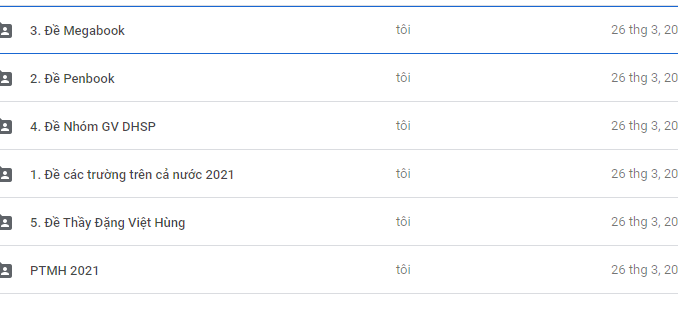 3. Đề Megabook tôi 26 thg 3, 20
2. Đề Penbook tôi 26 thg 3, 20
4. Đề Nhóm GV DHSP tôi 26 thg 3, 20
1. Đề các trường trên cả nước 2021 tôi 26 thg 3, 20
5. Đề Thầy Đặng Việt Hùng tôi 26 thg 3, 20
PTMH 2021 tôi 26 thg 3, 20